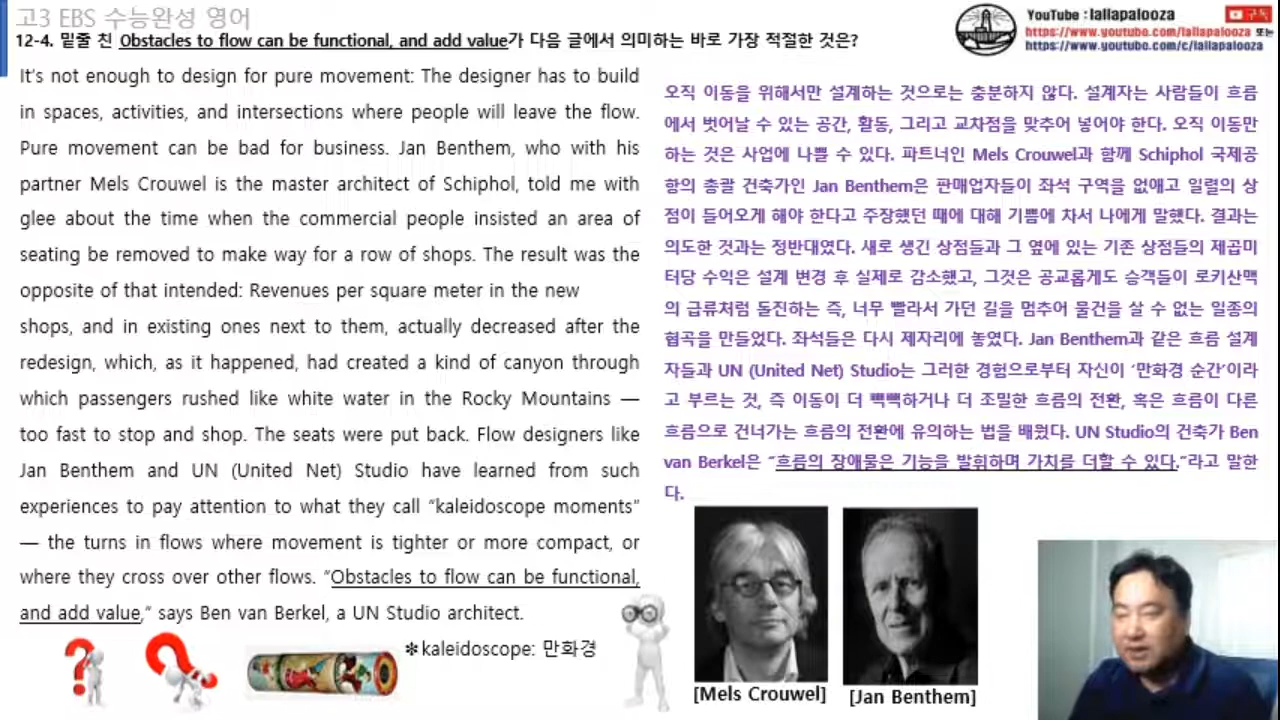 고3 EBS 수능완성 영어
12-4. 밑줄 친 Obstacles to flow can be functional, and add value가 다음 글에서 의미하는 바로 가장 적절한 것은?
YouTube : lallapalooza
구독
https://www.youtube.com/lallapalooza 또는
https://www.youtube.com/c/lallapalooza
It's not enough to design for pure movement: The designer has to build
in spaces, activities, and intersections where people will leave the flow.
Pure movement can be bad for business. Jan Benthem, who with his
partner Mels Crouwel is the master architect of Schiphol, told me with
glee about the time when the commercial people insisted an area of
seating be removed to make way for a row of shops. The result was the
opposite of that intended: Revenues per square meter in the new
shops, and in existing ones next to them, actually decreased after the
redesign, which, as it happened, had created a kind of canyon through
which passengers rushed like white water in the Rocky Mountains —
too fast to stop and shop. The seats were put back. Flow designers like
Jan Benthem and UN (United Net) Studio have learned from such
experiences to pay attention to what they call "kaleidoscope moments"
— the turns in flows where movement is tighter or more compact, or
where they cross over other flows. "Obstacles to flow can be functional,
and add value," says Ben van Berkel, a UN Studio architect.
✻kaleidoscope: 만화경
오직 이동을 위해서만 설계하는 것으로는 충분하지 않다. 설계자는 사람들이 흐름
에서 벗어날 수 있는 공간, 활동, 그리고 교차점을 맞추어 넣어야 한다. 오직 이동만
하는 것은 사업에 나쁠 수 있다. 파트너인 Mels Crouwel과 함께 Schiphol 국제공
항의 총괄 건축가인 Jan Benthem은 판매업자들이 좌석 구역을 없애고 일렬의 상
점이 들어오게 해야 한다고 주장했던 때에 대해 기쁨에 차서 나에게 말했다. 결과는
의도한 것과는 정반대였다. 새로 생긴 상점들과 그 옆에 있는 기존 상점들의 제곱미
터당 수익은 설계 변경 후 실제로 감소했고, 그것은 공교롭게도 승객들이 로키산맥
의 급류처럼 돌진하는 즉, 너무 빨라서 가던 길을 멈추어 물건을 살 수 없는 일종의
협곡을 만들었다. 좌석들은 다시 제자리에 놓였다. Jan Benthem과 같은 흐름 설계
자들과 UN (United Net) Studio는 그러한 경험으로부터 자신이 '만화경 순간'이라
고 부르는 것, 즉 이동이 더 빽빽하거나 더 조밀한 흐름의 전환, 혹은 흐름이 다른
흐름으로 건너가는 흐름의 전환에 유의하는 법을 배웠다. UN Studio의 건축가 Ben
van Berkel은 "흐름의 장애물은 기능을 발휘하며 가치를 더할 수 있다."라고 말한
다.
[Mels Crouwel]
[Jan Benthem]